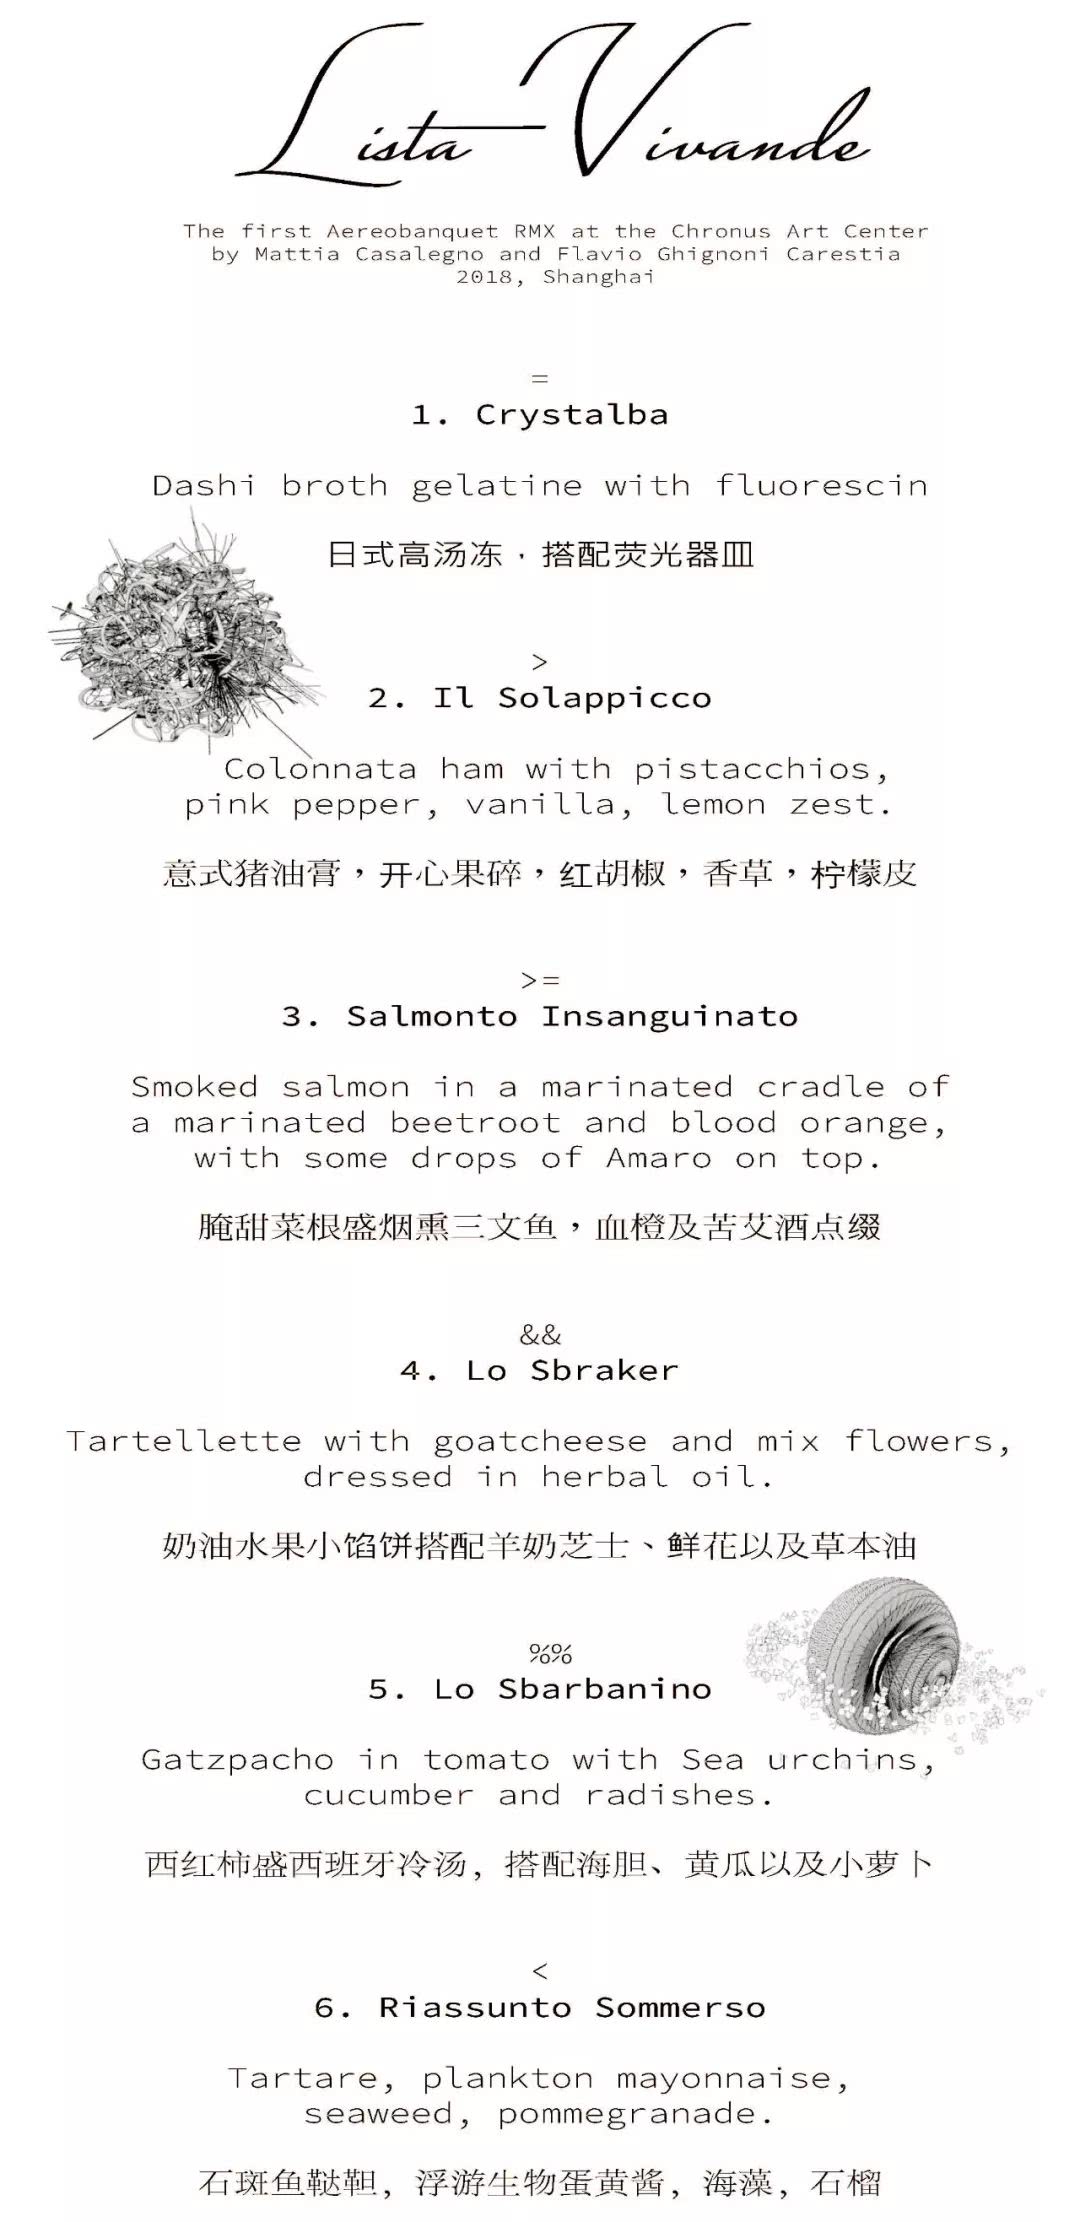 Lista Vivande
The first Aereobanquet RMX at the Chronus Art Center
by Mattia Casalegno and Flavio Ghignoni Carestia
2018, Shanghai
=
1. Crystalba
Dashi broth gelatine with fluorescin
日式高汤冻·搭配荧光器皿
>
2. Il Solappicco
Colonnata ham with pistacchios,
pink pepper, vanilla, lemon zest.
意式猪油膏，开心果碎，红胡椒，香草，柠檬皮
>=
3. Salmonto Insanguinato
Smoked salmon in a marinated cradle of
a marinated beetroot and blood orange,
with some drops of Amaro on top.
腌甜菜根盛烟熏三文鱼，血橙及苦艾酒点缀
&&
4. Lo Sbraker
Tartellette with goatcheese and mix flowers,
dressed in herbal oil.
奶油水果小馅饼搭配羊奶芝士、鲜花以及草本油
%%
5. Lo Sbarbanino
Gatzpacho in tomato with Sea urchins,
cucumber and radishes.
西红柿盛西班牙冷汤, 搭配海胆、黄瓜以及小萝卜
<
6. Riassunto Sommerso
Tartare, plankton mayonnaise,
seaweed, pommegranade.
石斑鱼鞑靼, 浮游生物蛋黄酱, 海藻, 石榴